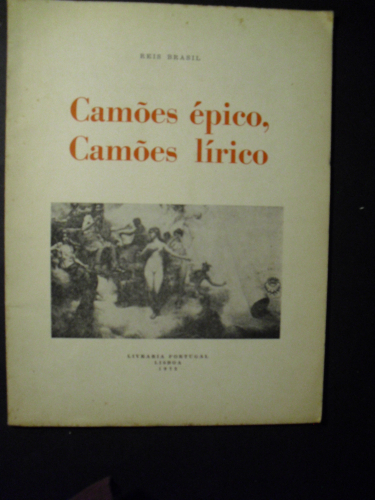 REIS BRASIL
Camões épico,
Camões lírico
LIVRARIA PORTUGAL
LISBOA